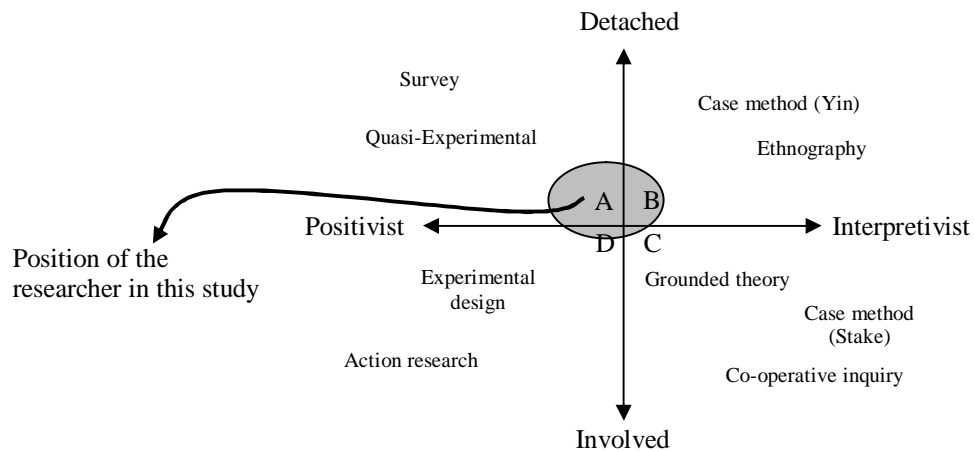 Detached
Survey
Case method (Yin)
Quasi-Experimental
Ethnography
A B
Positivist
Interpretivist
D C
Position of the
researcher in this study
Experimental
design
Grounded theory
Case method
(Stake)
Action research
Co-operative inquiry
Involved